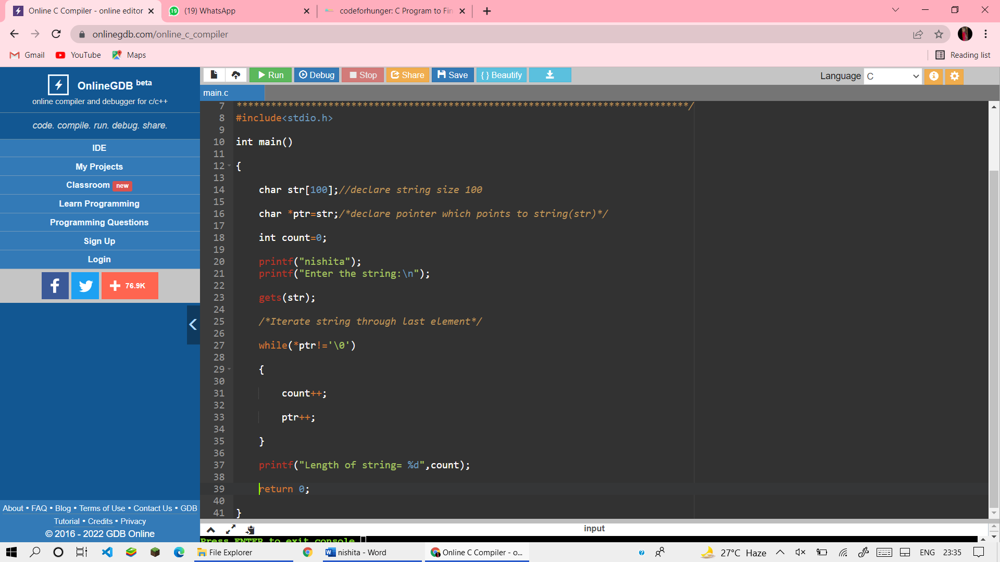 Online C Compiler - online editor
(19) WhatsApp
codeforhunger: C Program to Fin
onlinegdb.com/online_c_compiler
Gmail
YouTube
Maps
Reading list
OnlineGDB beta
online compiler and debugger for c/c++
code. compile. run. debug. share.
IDE
My Projects
Classroom new
Learn Programming
Programming Questions
Sign Up
Login
76.9K
About • FAQ • Blog • Terms of Use • Contact Us • GDB
Tutorial • Credits • Privacy
© 2016 - 2022 GDB Online
Run
Debug
Stop
Share
Save
{ } Beautify
Language C
main.c
7 *******************************************************************************/
8 #include<stdio.h>
9
10 int main()
11
12 {
13
14 char str[100];//declare string size 100
15
16 char *ptr=str;/*declare pointer which points to string(str)*/
17
18 int count=0;
19
20 printf("nishita");
21 printf("Enter the string:\n");
22
23 gets(str);
24
25 /*Iterate string through last element*/
26
27 while(*ptr!='\0')
28
29 {
30
31 count++;
32
33 ptr++;
34
35 }
36
37 printf("Length of string= %d",count);
38
39 return 0;
40
41 }
input
Press ENTER to exit console.
File Explorer
nishita - Word
Online C Compiler - o...
27°C Haze
ENG
23:35